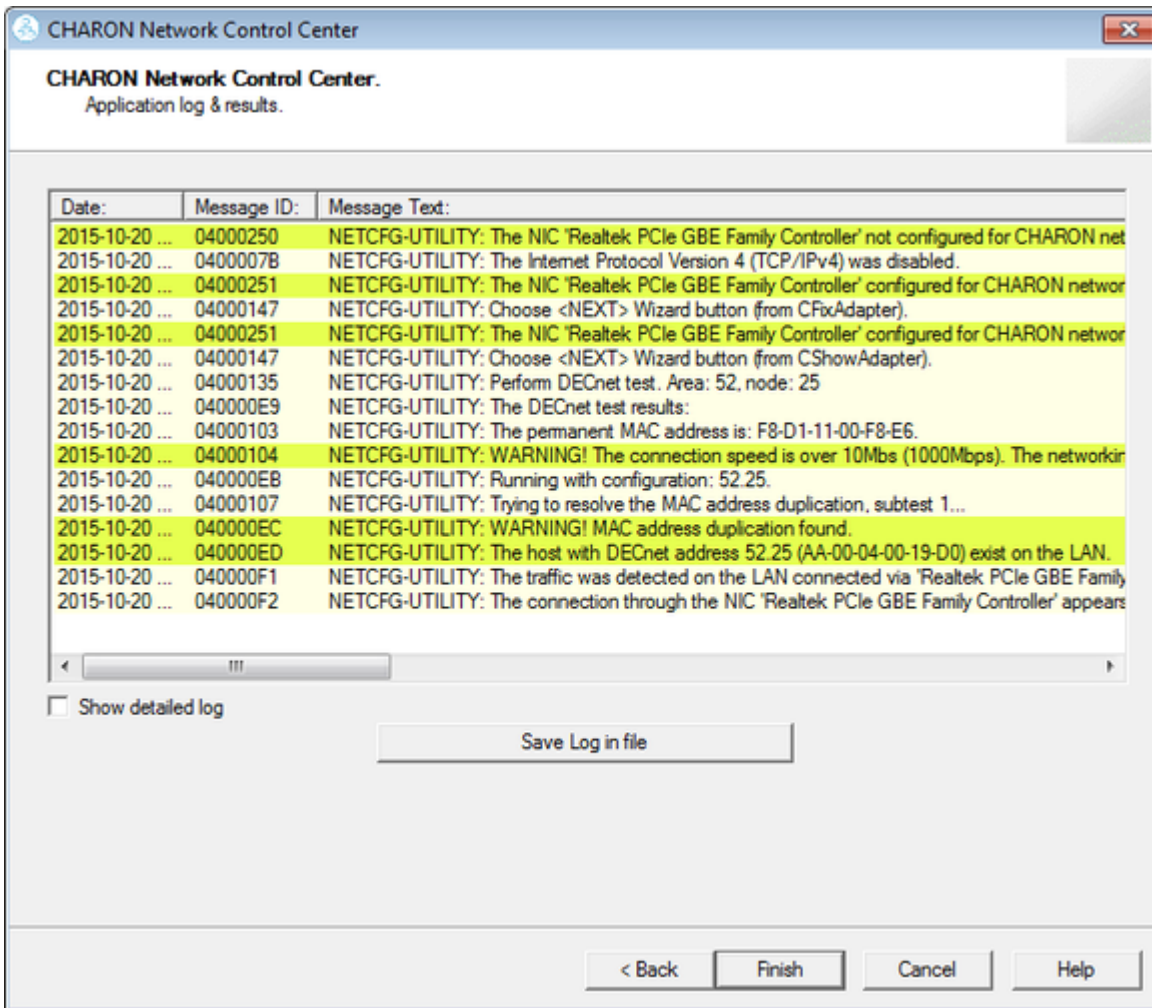 CHARON Network Control Center
CHARON Network Control Center.
Application log & results.
Date: Message ID: Message Text:
2015-10-20 ... 04000250 NETCFG-UTILITY: The NIC 'Realtek PCIe GBE Family Controller' not configured for CHARON net
2015-10-20 ... 0400007B NETCFG-UTILITY: The Internet Protocol Version 4 (TCP/IPv4) was disabled.
2015-10-20 ... 04000251 NETCFG-UTILITY: The NIC 'Realtek PCIe GBE Family Controller' configured for CHARON networ
2015-10-20 ... 04000147 NETCFG-UTILITY: Choose <NEXT> Wizard button (from CFixAdapter).
2015-10-20 ... 04000251 NETCFG-UTILITY: The NIC 'Realtek PCIe GBE Family Controller' configured for CHARON networ
2015-10-20 ... 04000147 NETCFG-UTILITY: Choose <NEXT> Wizard button (from CShowAdapter).
2015-10-20 ... 04000135 NETCFG-UTILITY: Perform DECnet test. Area: 52, node: 25
2015-10-20 ... 040000E9 NETCFG-UTILITY: The DECnet test results:
2015-10-20 ... 04000103 NETCFG-UTILITY: The permanent MAC address is: F8-D1-11-00-F8-E6.
2015-10-20 ... 04000104 NETCFG-UTILITY: WARNING! The connection speed is over 10Mbs (1000Mbps). The networkin
2015-10-20 ... 040000EB NETCFG-UTILITY: Running with configuration: 52.25.
2015-10-20 ... 04000107 NETCFG-UTILITY: Trying to resolve the MAC address duplication, subtest 1...
2015-10-20 ... 040000EC NETCFG-UTILITY: WARNING! MAC address duplication found.
2015-10-20 ... 040000ED NETCFG-UTILITY: The host with DECnet address 52.25 (AA-00-04-00-19-D0) exist on the LAN.
2015-10-20 ... 040000F1 NETCFG-UTILITY: The traffic was detected on the LAN connected via "Realtek PCIe GBE Family
2015-10-20 ... 040000F2 NETCFG-UTILITY: The connection through the NIC 'Realtek PCIe GBE Family Controller' appears
Show detailed log
Save Log in file
< Back Finish Cancel Help